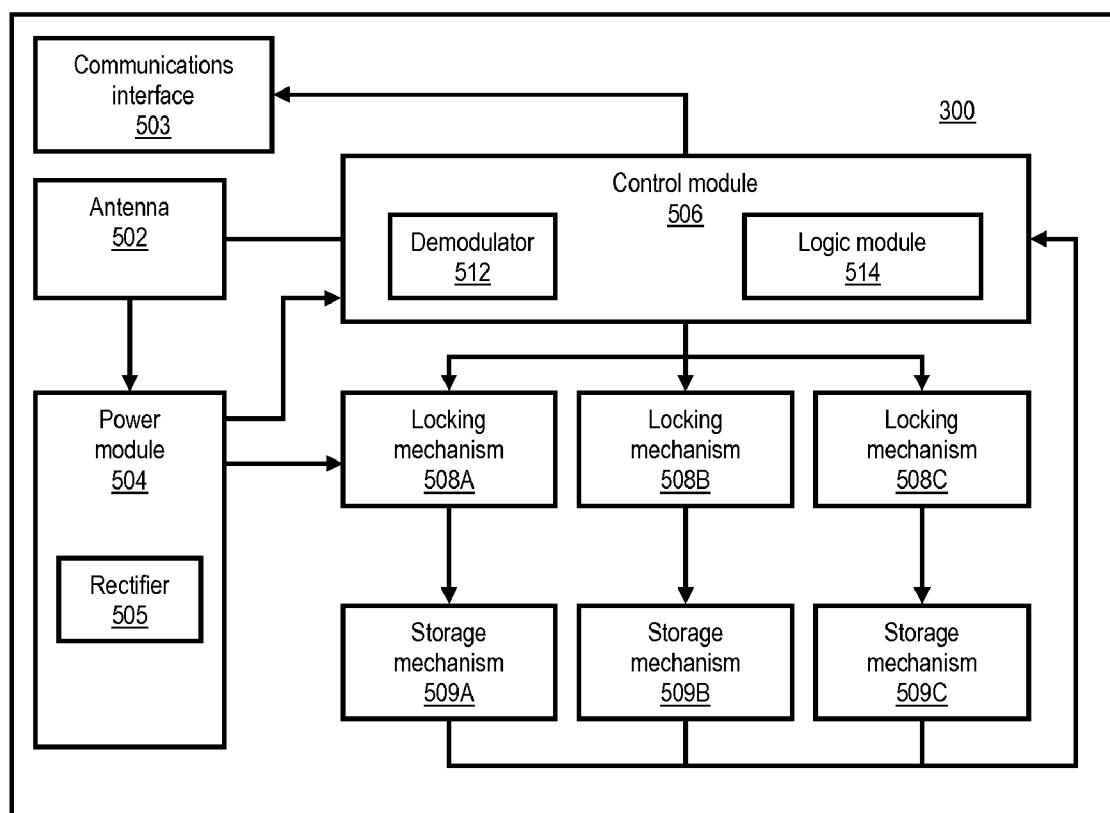 Communications
interface
503
300
Control module
506
Antenna
502
Demodulator
512
Logic module
514
Power
module
504
Locking
mechanism
508A
Locking
mechanism
508B
Locking
mechanism
508C
Rectifier
505
Storage
mechanism
509A
Storage
mechanism
509B
Storage
mechanism
509C